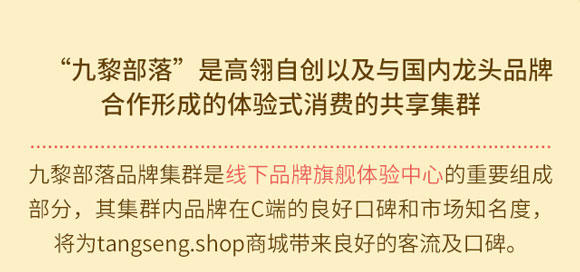 “九黎部落”是高翎自创以及与国内龙头品牌
合作形成的体验式消费的共享集群
九黎部落品牌集群是线下品牌旗舰体验中心的重要组成
部分，其集群内品牌在C端的良好口碑和市场知名度，
将为tangseng.shop商城带来良好的客流及口碑。